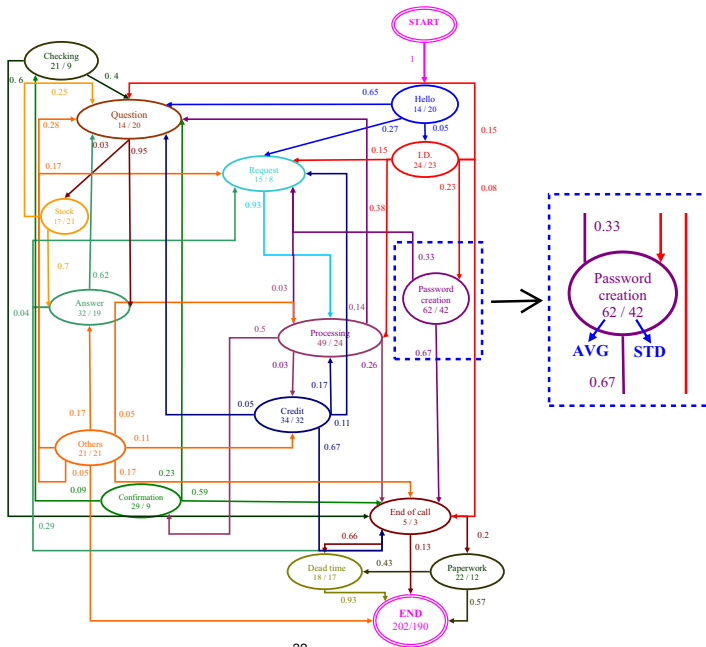 START
1
Checking
21 / 9
0. 6
0. 4
0.25
0.65
Hello
14 / 20
Question
14 / 20
0.28
0.03
0.95
0.27
0.05
0.15
I.D.
24 / 23
0.15
0.17
Request
15 / 8
0.23
0.08
Stock
17 / 21
0.93
0.38
0.33
0.33
0.7
0.62
Password
creation
62 / 42
Password
creation
62 / 42
AVG
STD
0.67
Answer
32 / 19
0.04
0.03
0.14
0.5
Processing
49 / 24
0.26
0.67
0.03
0.17
0.05
Credit
34 / 32
0.11
0.17
0.05
0.11
0.67
Others
21 / 21
0.05
0.17
0.23
0.09
Confirmation
29 / 9
0.59
0.29
End of call
5 / 3
0.66
0.13
0.2
Dead time
18 / 17
0.43
Paperwork
22 / 12
0.93
0.57
END
202/190